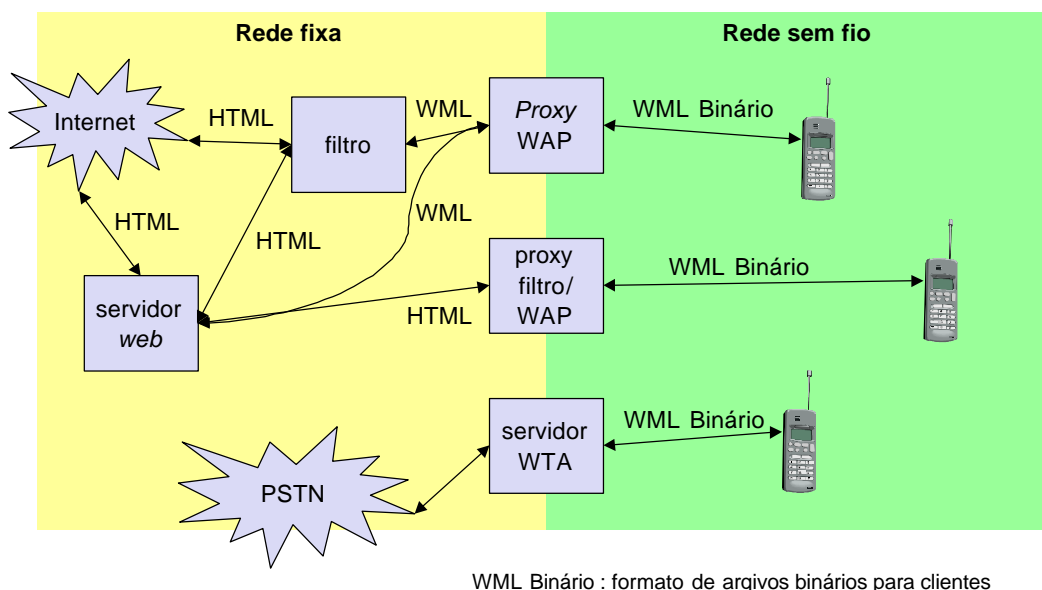 Rede fixa
Rede sem fio
Internet
HTML
filtro
WML
Proxy
WAP
WML Binário
HTML
HTML
WML
servidor
web
HTML
proxy
filtro/
WAP
WML Binário
servidor
WTA
WML Binário
PSTN
WML Binário : formato de arqivos binários para clientes